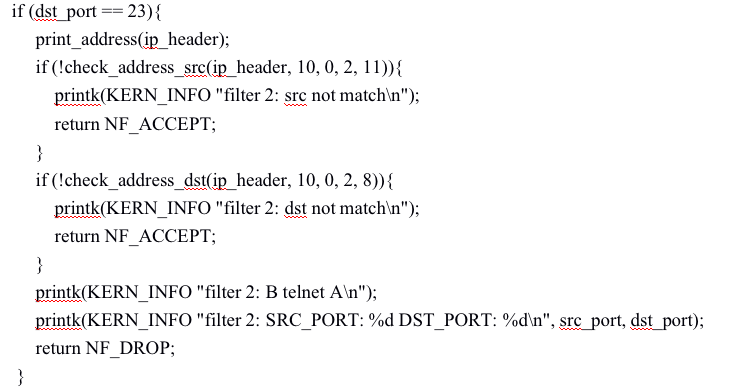 if (dst_port == 23){
print_address(ip_header);
if (!check_address_src(ip_header, 10, 0, 2, 11)){
printk(KERN_INFO "filter 2: src not match\n");
return NF_ACCEPT;
}
if (!check_address_dst(ip_header, 10, 0, 2, 8)){
printk(KERN_INFO "filter 2: dst not match\n");
return NF_ACCEPT;
}
printk(KERN_INFO "filter 2: B telnet A\n");
printk(KERN_INFO "filter 2: SRC_PORT: %d DST_PORT: %d\n", src_port, dst_port);
return NF_DROP;
}